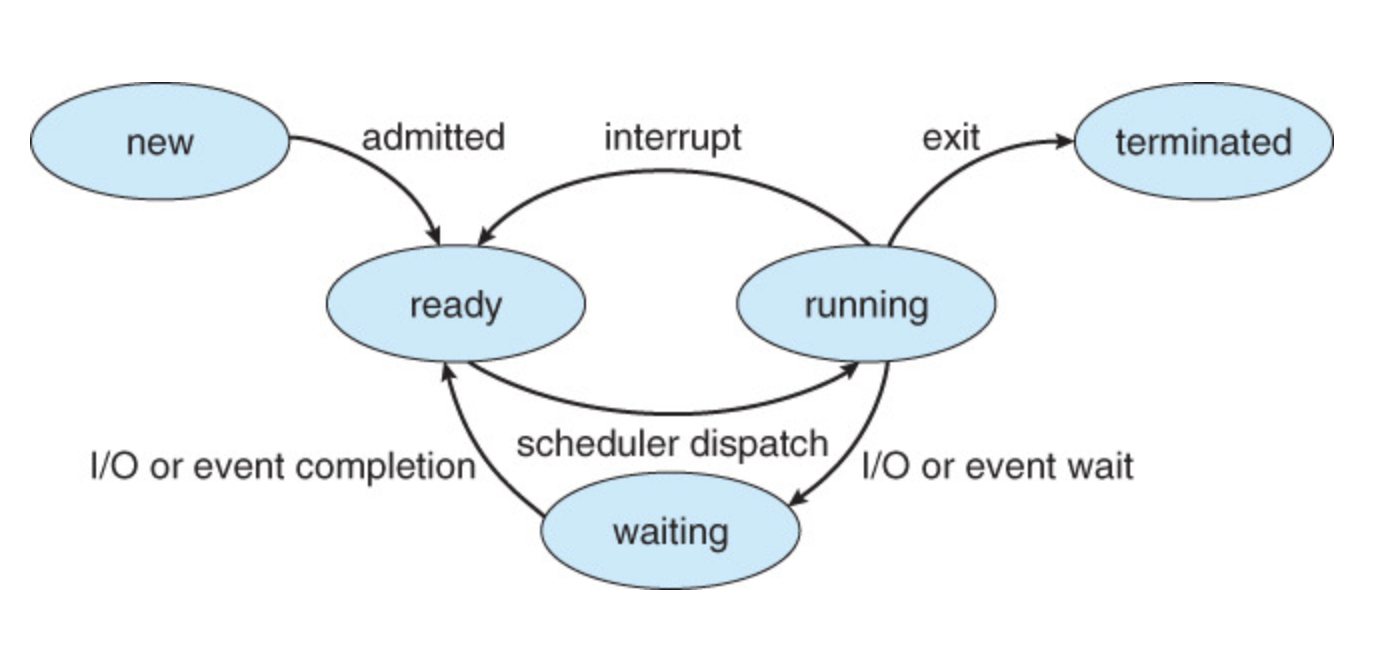 new
admitted
interrupt
exit
terminated
ready
running
scheduler dispatch
I/O or event completion
I/O or event wait
waiting